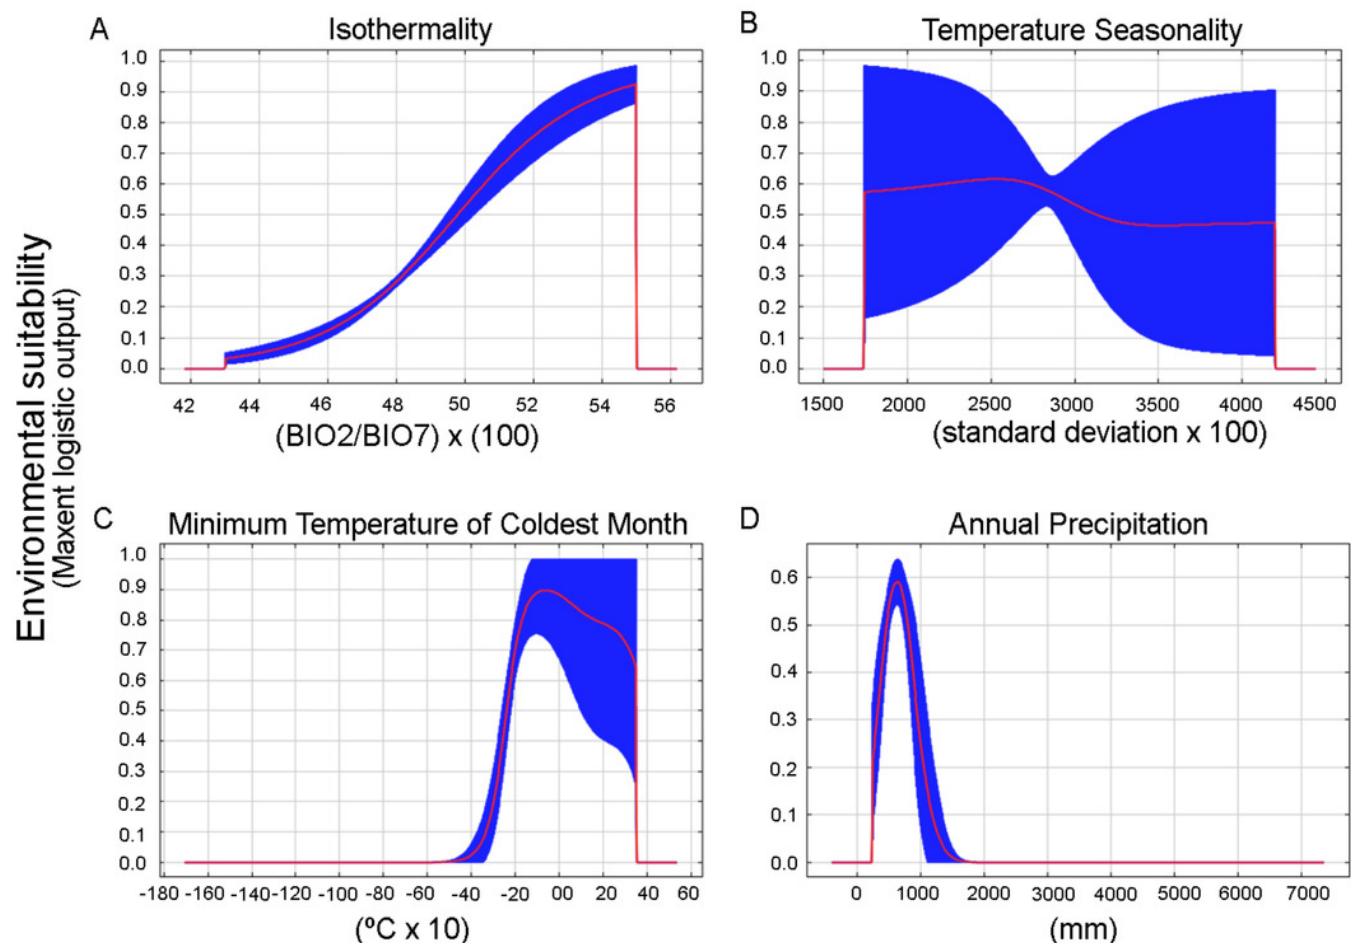 Environmental suitability
(Maxent logistic output)
A
Isothermality
1.0
0.9
0.8
0.7
0.6
0.5
0.4
0.3
0.2
0.1
0.0
42 44 46 48 50 52 54 56
(BIO2/BIO7) x (100)
B
Temperature Seasonality
1.0
0.9
0.8
0.7
0.6
0.5
0.4
0.3
0.2
0.1
0.0
1500 2000 2500 3000 3500 4000 4500
(standard deviation x 100)
C
Minimum Temperature of Coldest Month
1.0
0.9
0.8
0.7
0.6
0.5
0.4
0.3
0.2
0.1
0.0
-180 -160 -140 -120 -100 -80 -60 -40 -20 00 20 40 60
(ºC x 10)
D
Annual Precipitation
0.6
0.5
0.4
0.3
0.2
0.1
0.0
0 1000 2000 3000 4000 5000 6000 7000
(mm)